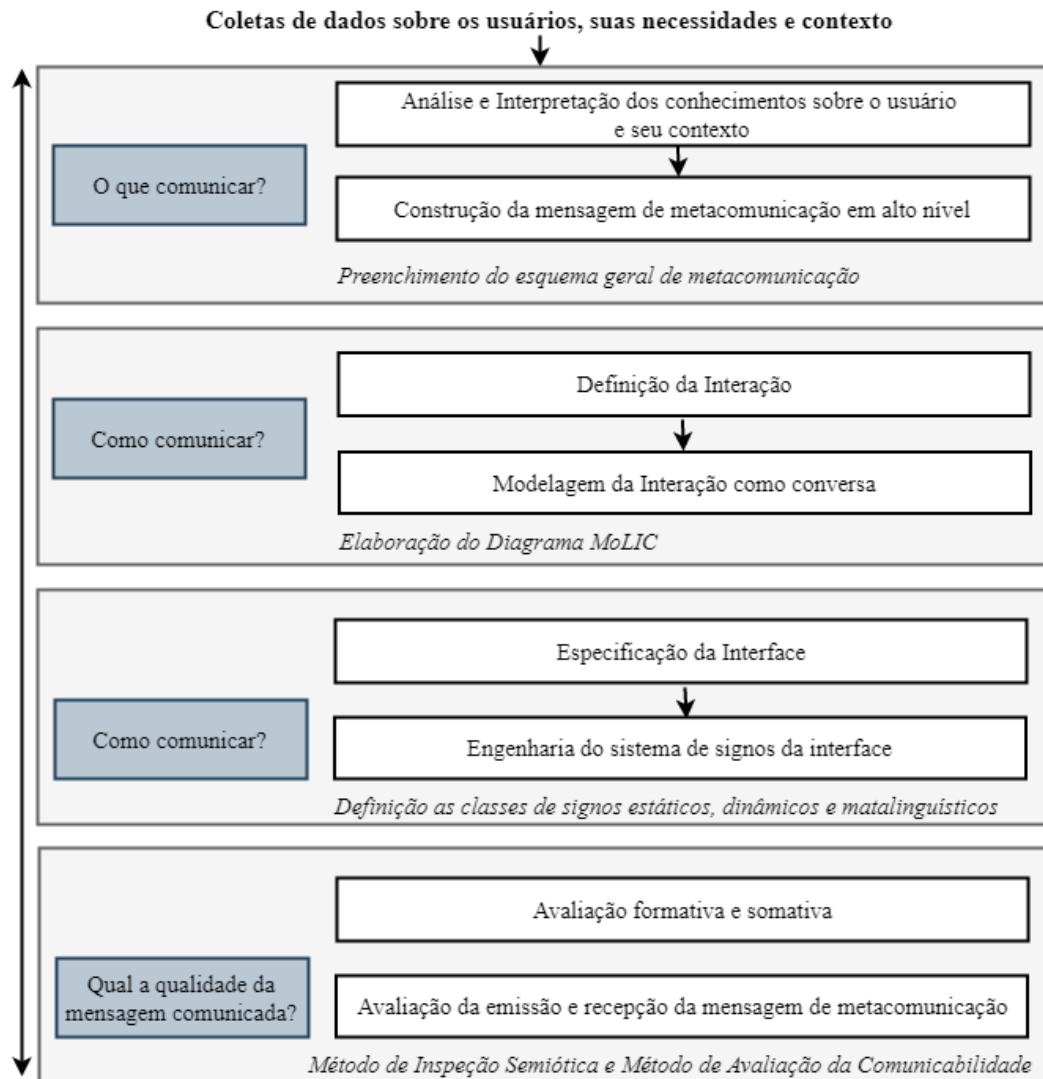 Coletas de dados sobre os usuários, suas necessidades e contexto
Análise e Interpretação dos conhecimentos sobre o usuário
e seu contexto
O que comunicar?
Construção da mensagem de metacomunicação em alto nível
Preenchimento do esquema geral de metacomunicação
Definição da Interação
Como comunicar?
Modelagem da Interação como conversa
Elaboração do Diagrama MoLIC
Especificação da Interface
Como comunicar?
Engenharia do sistema de signos da interface
Definição as classes de signos estáticos, dinâmicos e matalinguísticos
Avaliação formativa e somativa
Qual a qualidade da
mensagem comunicada?
Avaliação da emissão e recepção da mensagem de metacomunicação
Método de Inspeção Semiótica e Método de Avaliação da Comunicabilidade